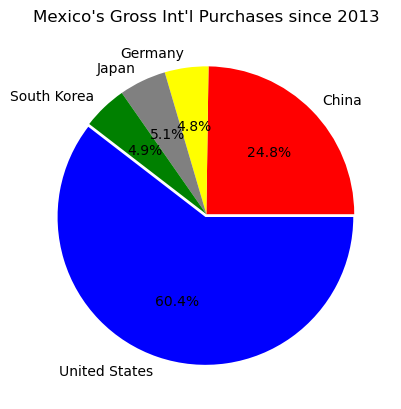 Mexico's Gross Int'l Purchases since 2013
Germany
Japan
South Korea
China
4.8%
5.1%
4.9%
24.8%
60.4%
United States